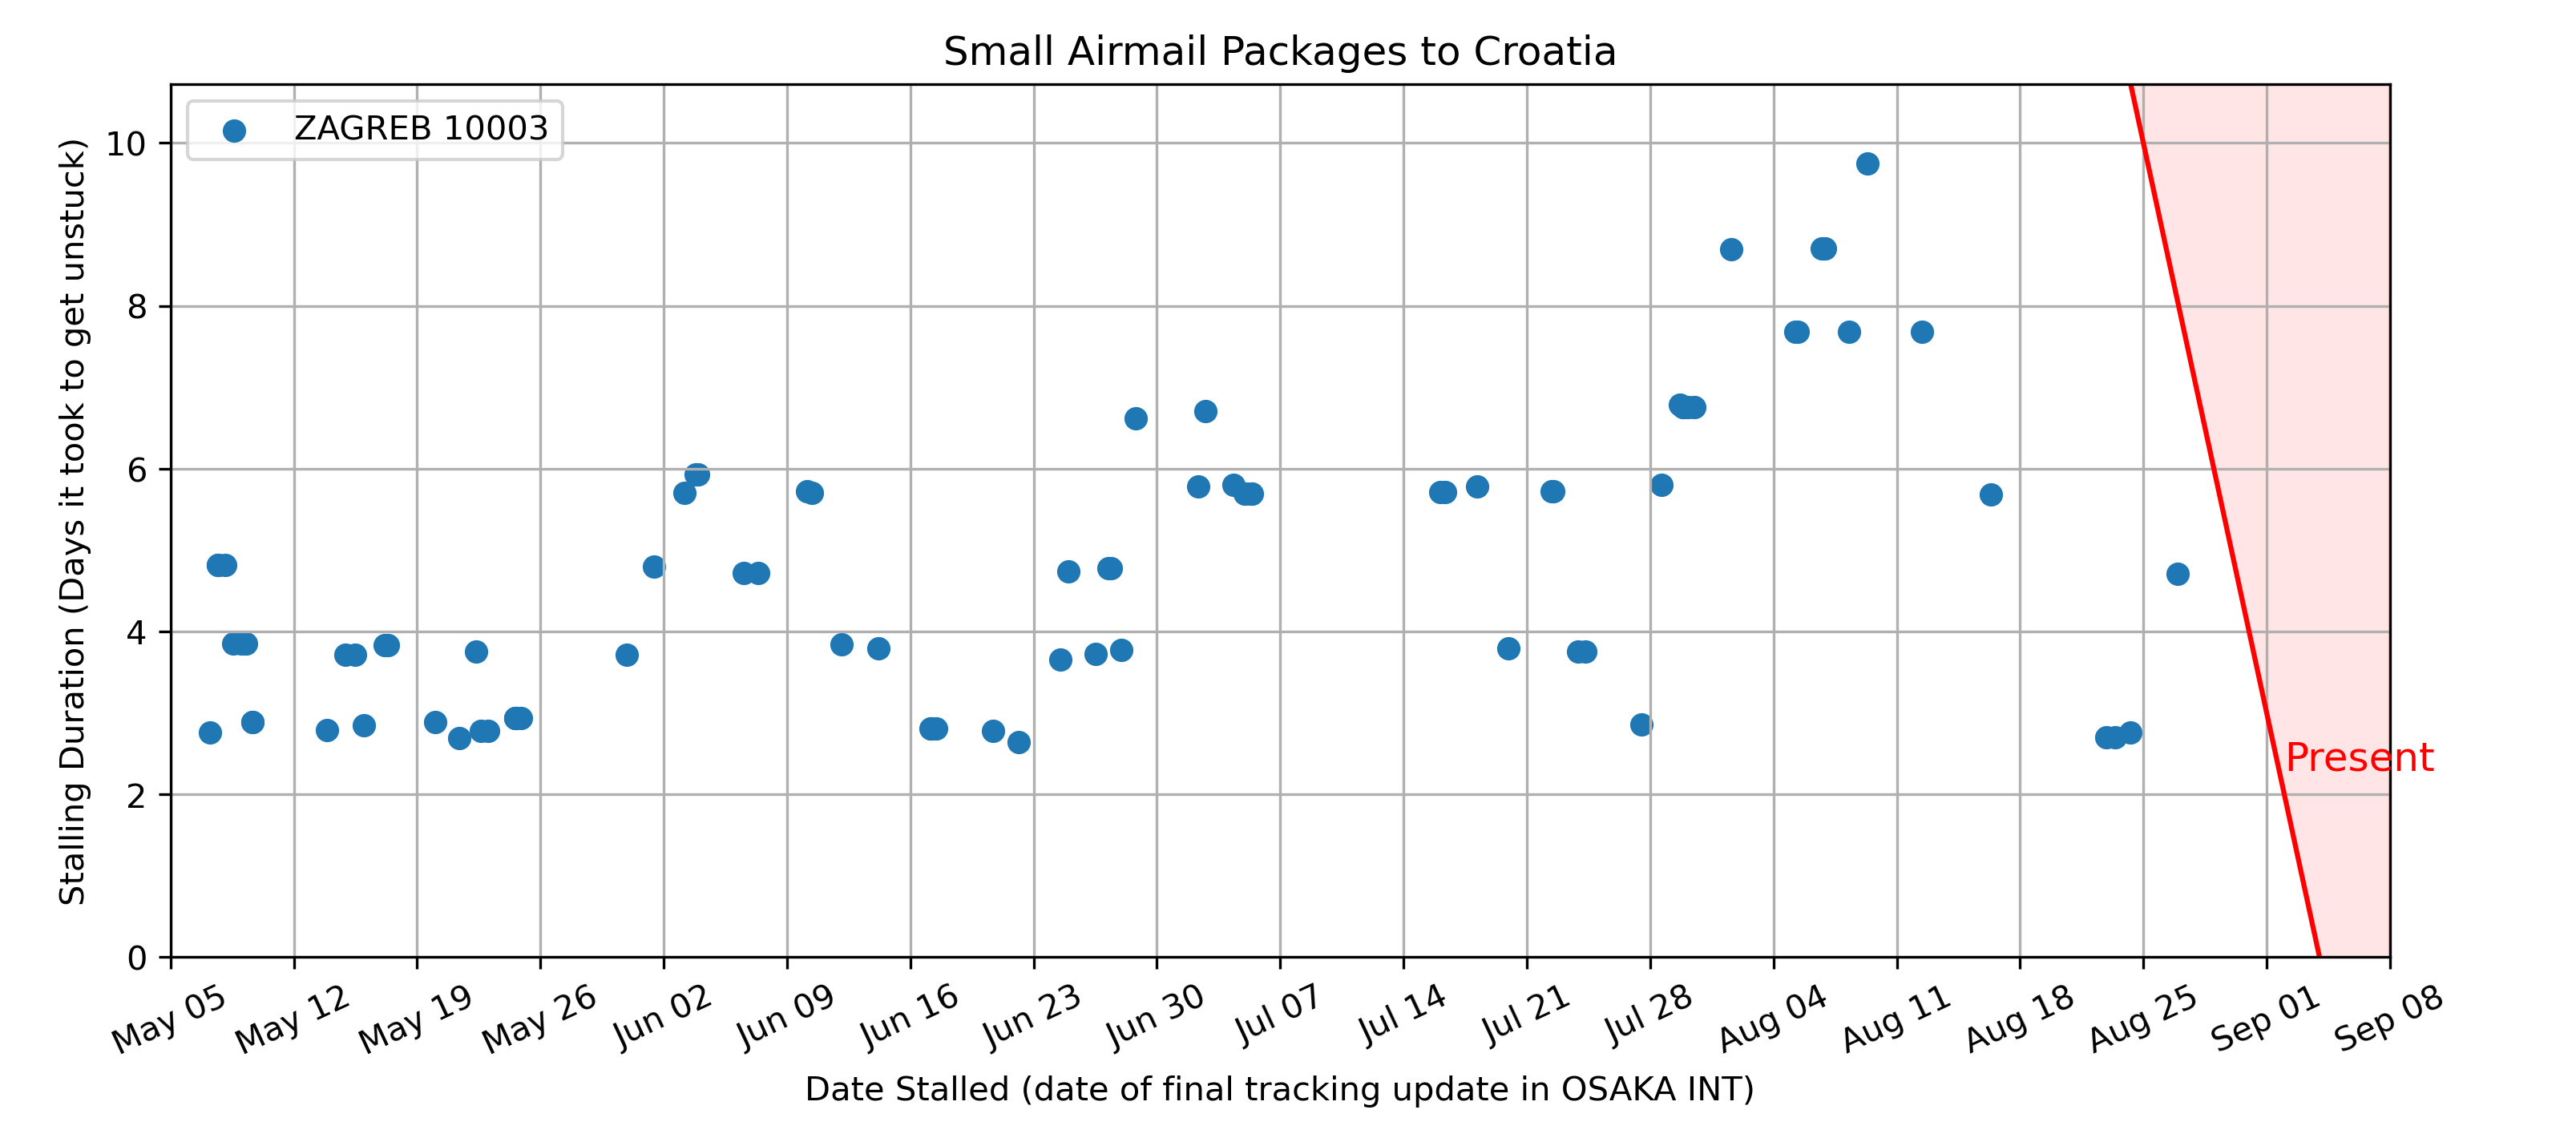 Small Airmail Packages to Croatia
ZAGREB 10003
Stalling Duration (Days it took to get unstuck)
10
8
6
4
2
0
Present
May 05 May 12 May 19 May 26 Jun 02 Jun 09 Jun 16 Jun 23 Jun 30 Jul 07 Jul 14 Jul 21 Jul 28 Aug 04 Aug 11 Aug 18 Aug 25 Sep 01 Sep 08
Date Stalled (date of final tracking update in OSAKA INT)